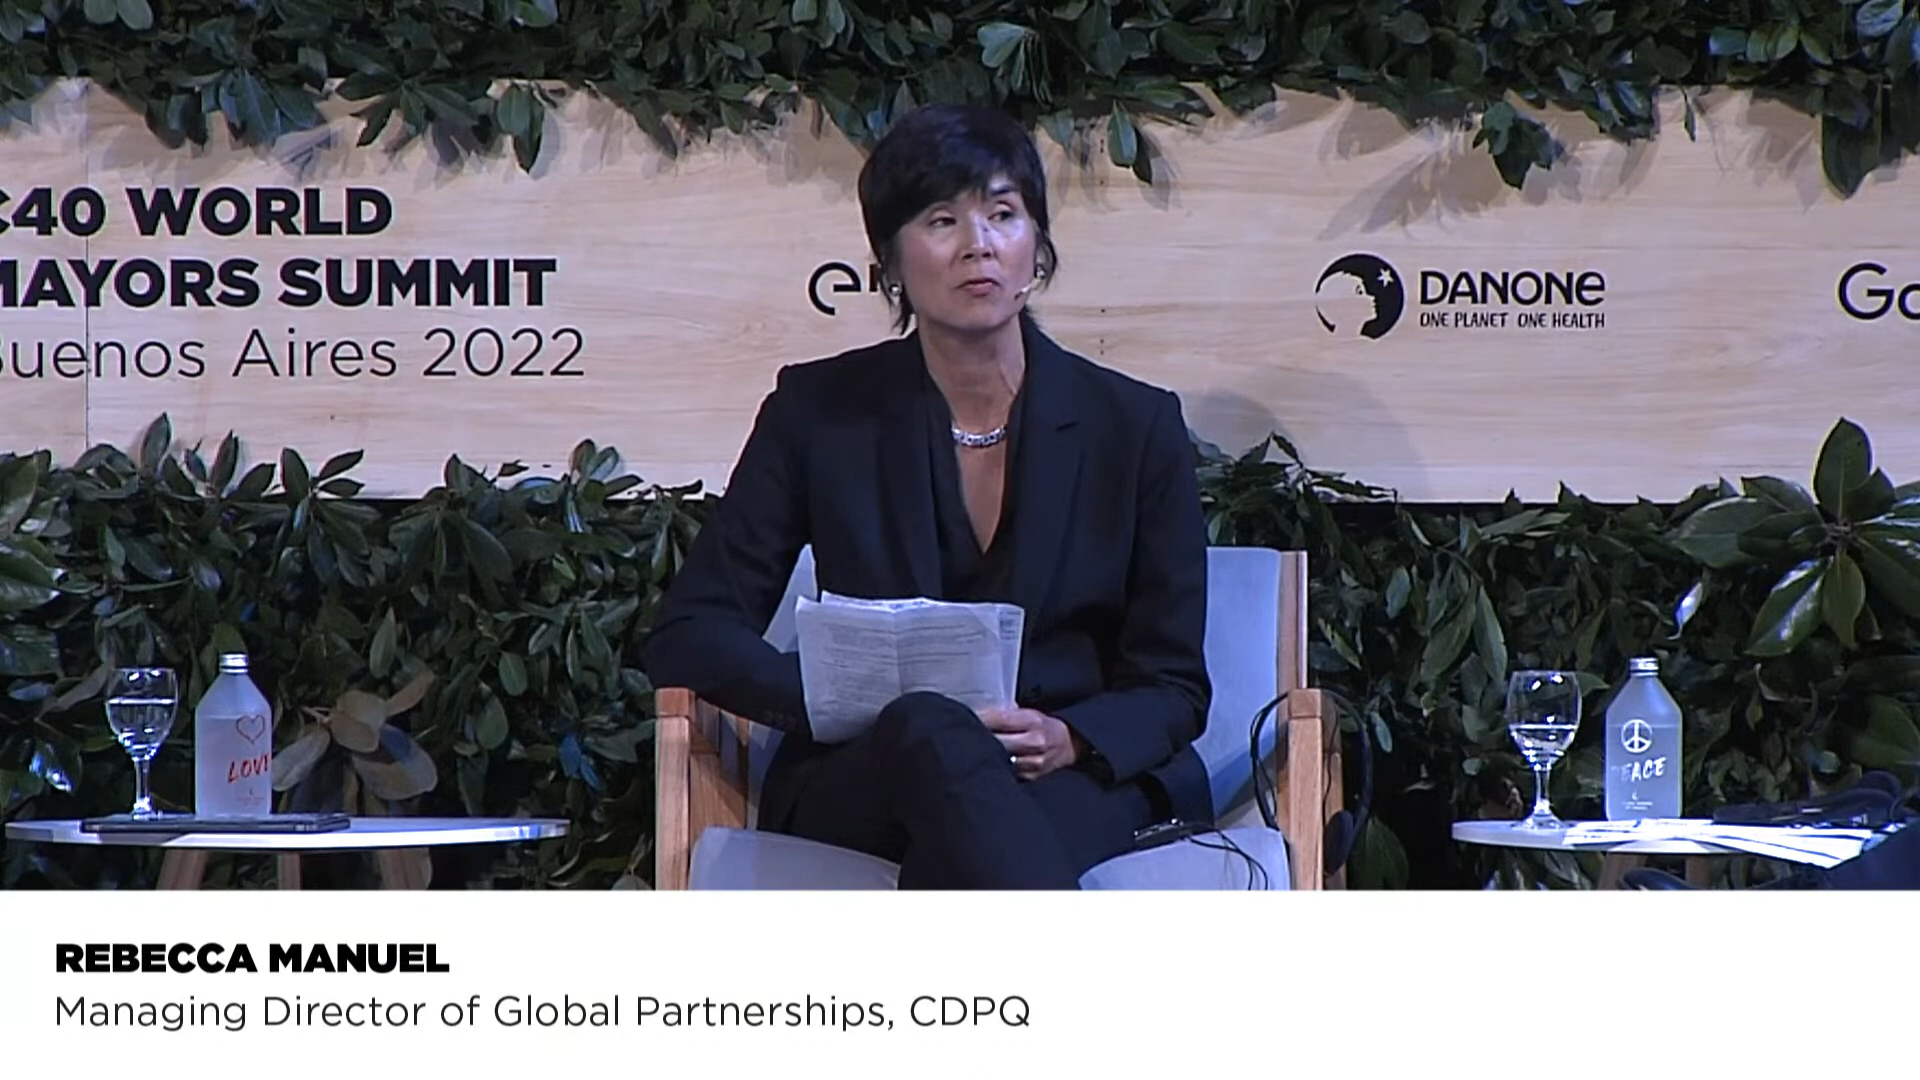 C40 WORLD
MAYORS SUMMIT
Buenos Aires 2022
DANONE
ONE PLANET ONE HEALTH
LOVE
PEACE
REBECCA MANUEL
Managing Director of Global Partnerships, CDPQ